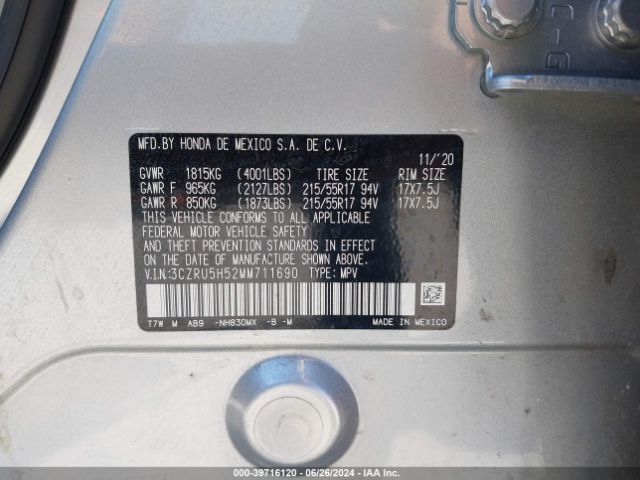 C-G
MFD.BY HONDA DE MEXICO S.A. DE C.V.
11/'20
GVWR 1815KG (4001LBS) TIRE SIZE RIM SIZE
GAWR F 965KG (2127LBS) 215/55R17 94V 17X7.5J
GAWR R 850KG (1873LBS) 215/55R17 94V 17X7.5J
THIS VEHICLE CONFORMS TO ALL APPLICABLE
FEDERAL MOTOR VEHICLE SAFETY
AND THEFT PREVENTION STANDARDS IN EFFECT
ON THE DATE OF MANUFACTURE SHOWN ABOVE.
V.I.N:3CZRU5H52MM711690 TYPE: MPV
T7W M AB9 -NH830MX -B -M MADE IN MEXICO
000-39716120 - 06/26/2024 - IAA Inc.